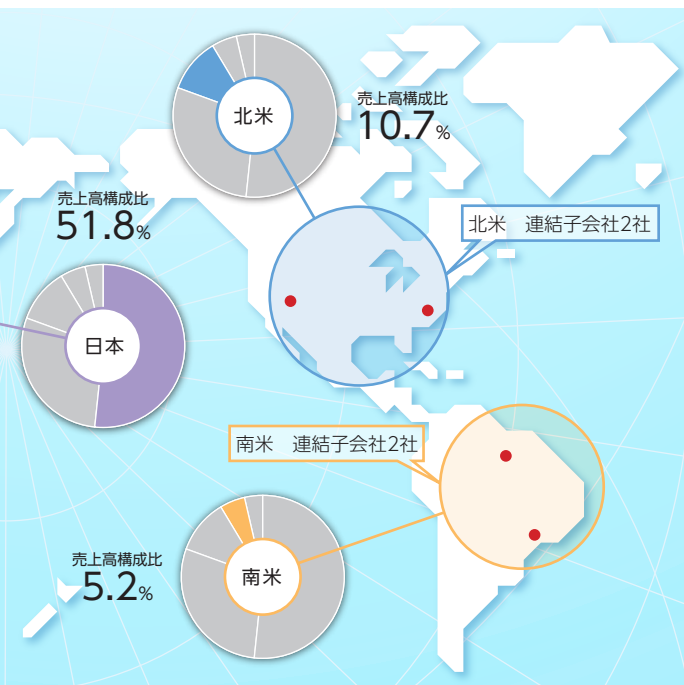 北米
売上高構成比
10.7%
売上高構成比
51.8%
北米　連結子会社2社
日本
南米　連結子会社2社
売上高構成比
5.2%
南米